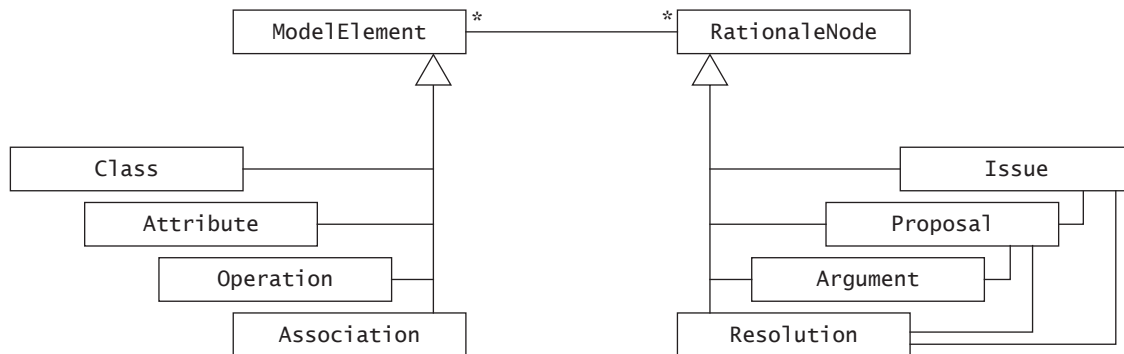 ModelElement * * RationaleNode
Class Issue
Attribute Proposal
Operation Argument
Association Resolution